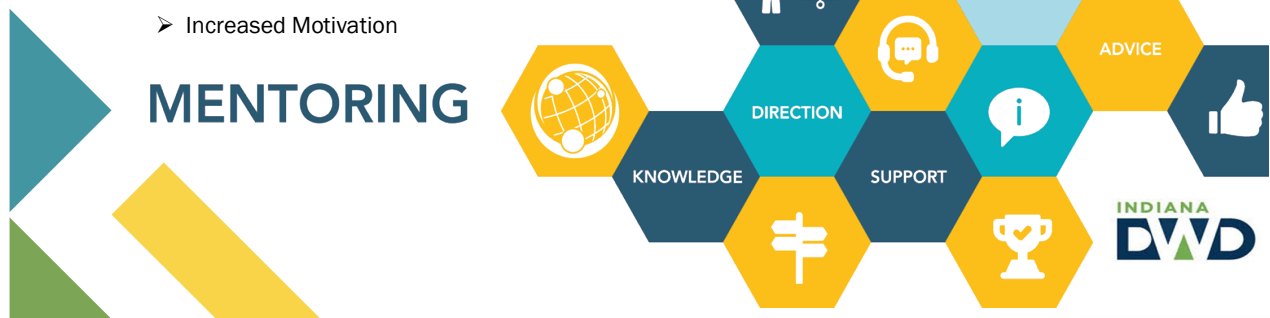 ➢ Increased Motivation
MENTORING
ADVICE
DIRECTION
KNOWLEDGE
SUPPORT
i
INDIANA
DWD